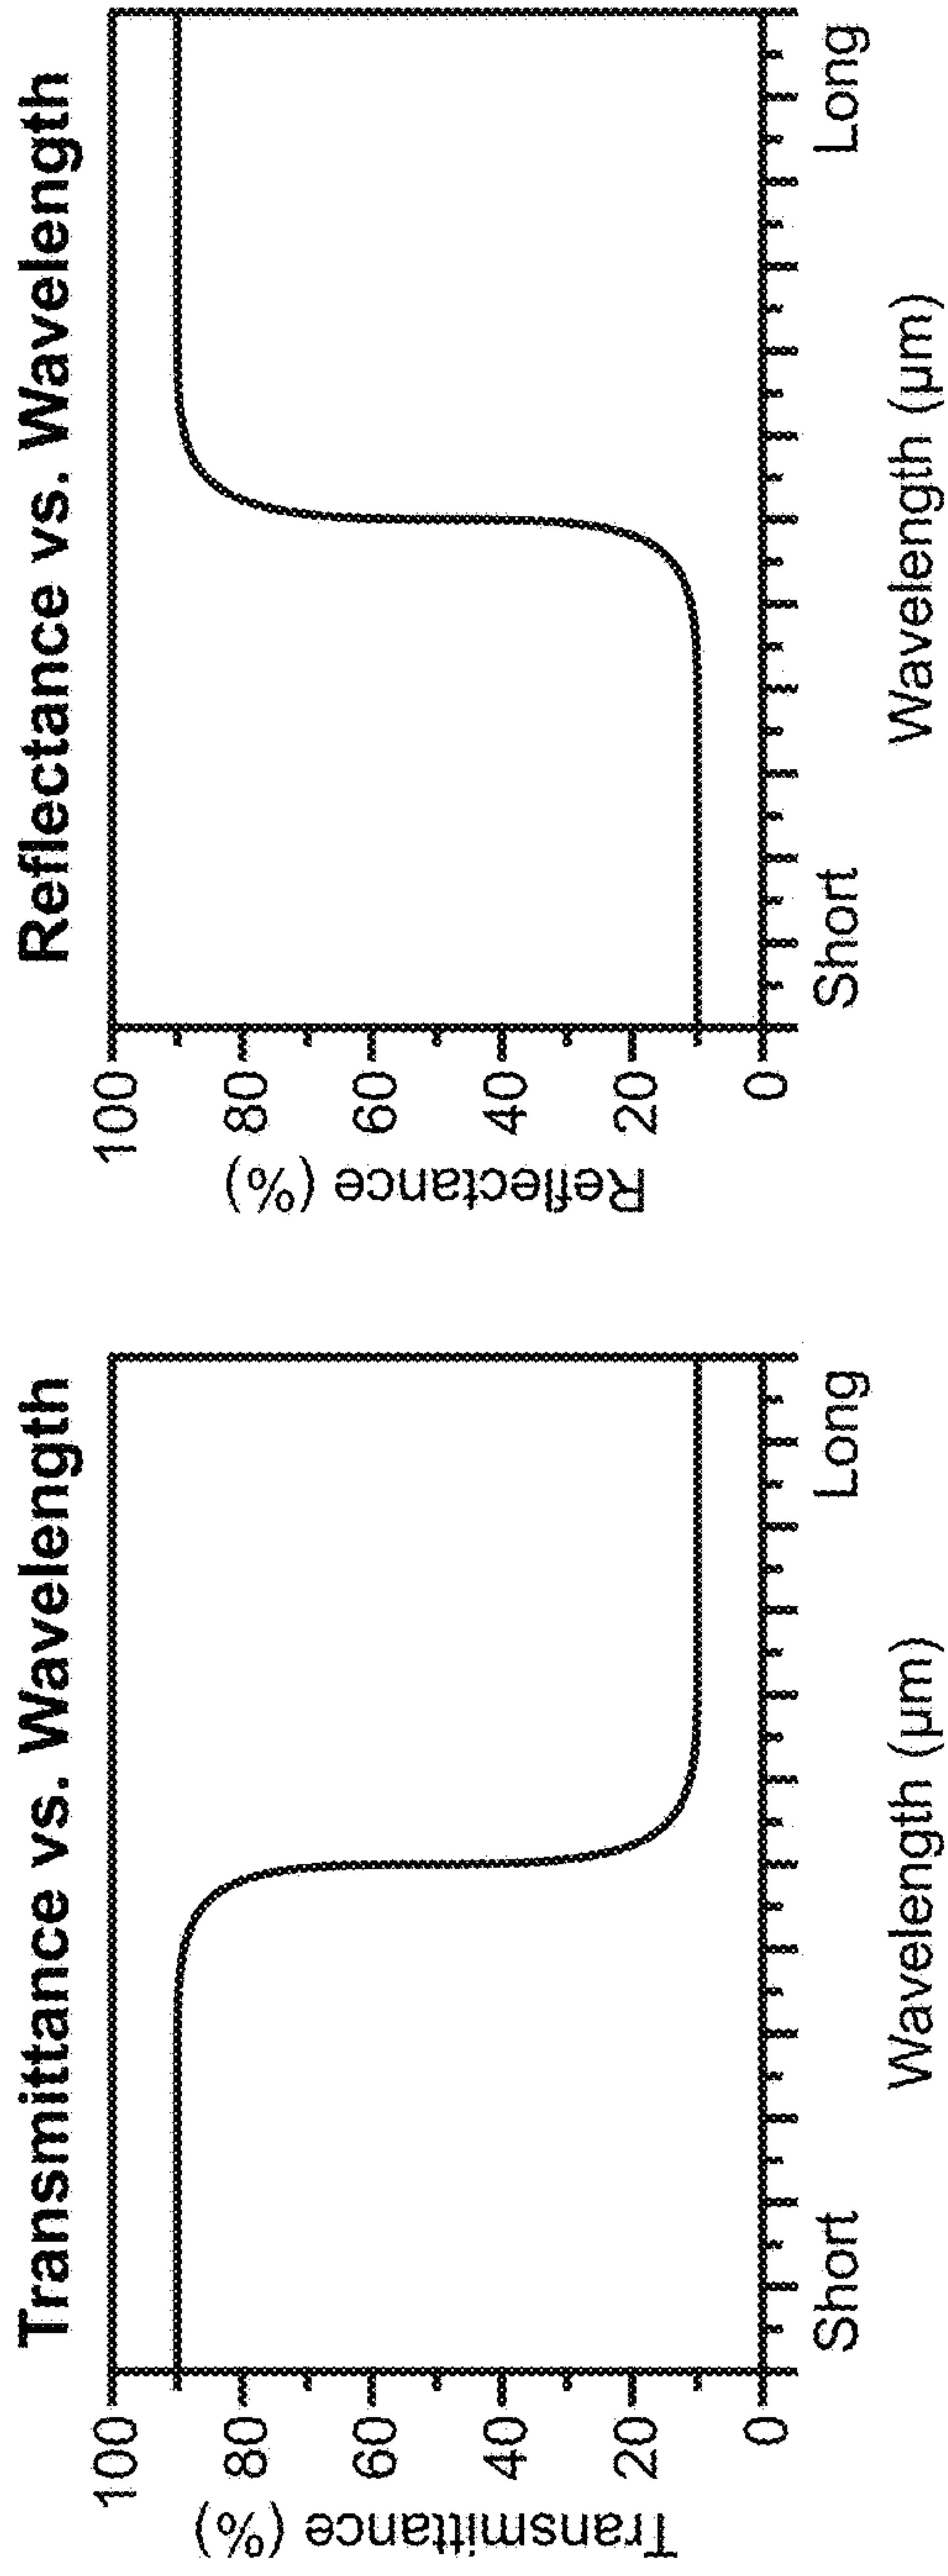 Transmittance vs. Wavelength
Transmittance (%)
100
80
60
40
20
0
Short
Long
Wavelength (µm)
Reflectance vs. Wavelength
Reflectance (%)
100
80
60
40
20
0
Short
Long
Wavelength (µm)